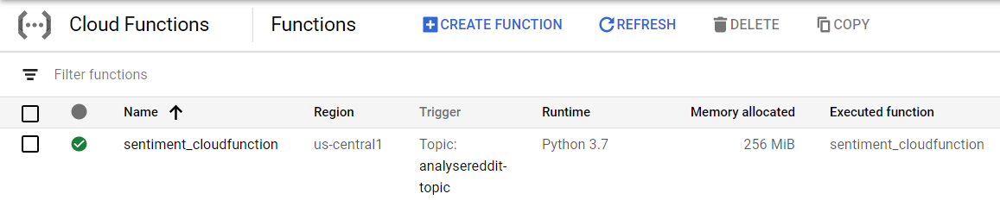 Cloud Functions Functions CREATE FUNCTION REFRESH DELETE COPY
Filter functions
Name Region Trigger Runtime Memory allocated Executed function
sentiment_cloudfunction us-central1 Topic: Python 3.7 256 MiB sentiment_cloudfunction
analysereddit-
topic